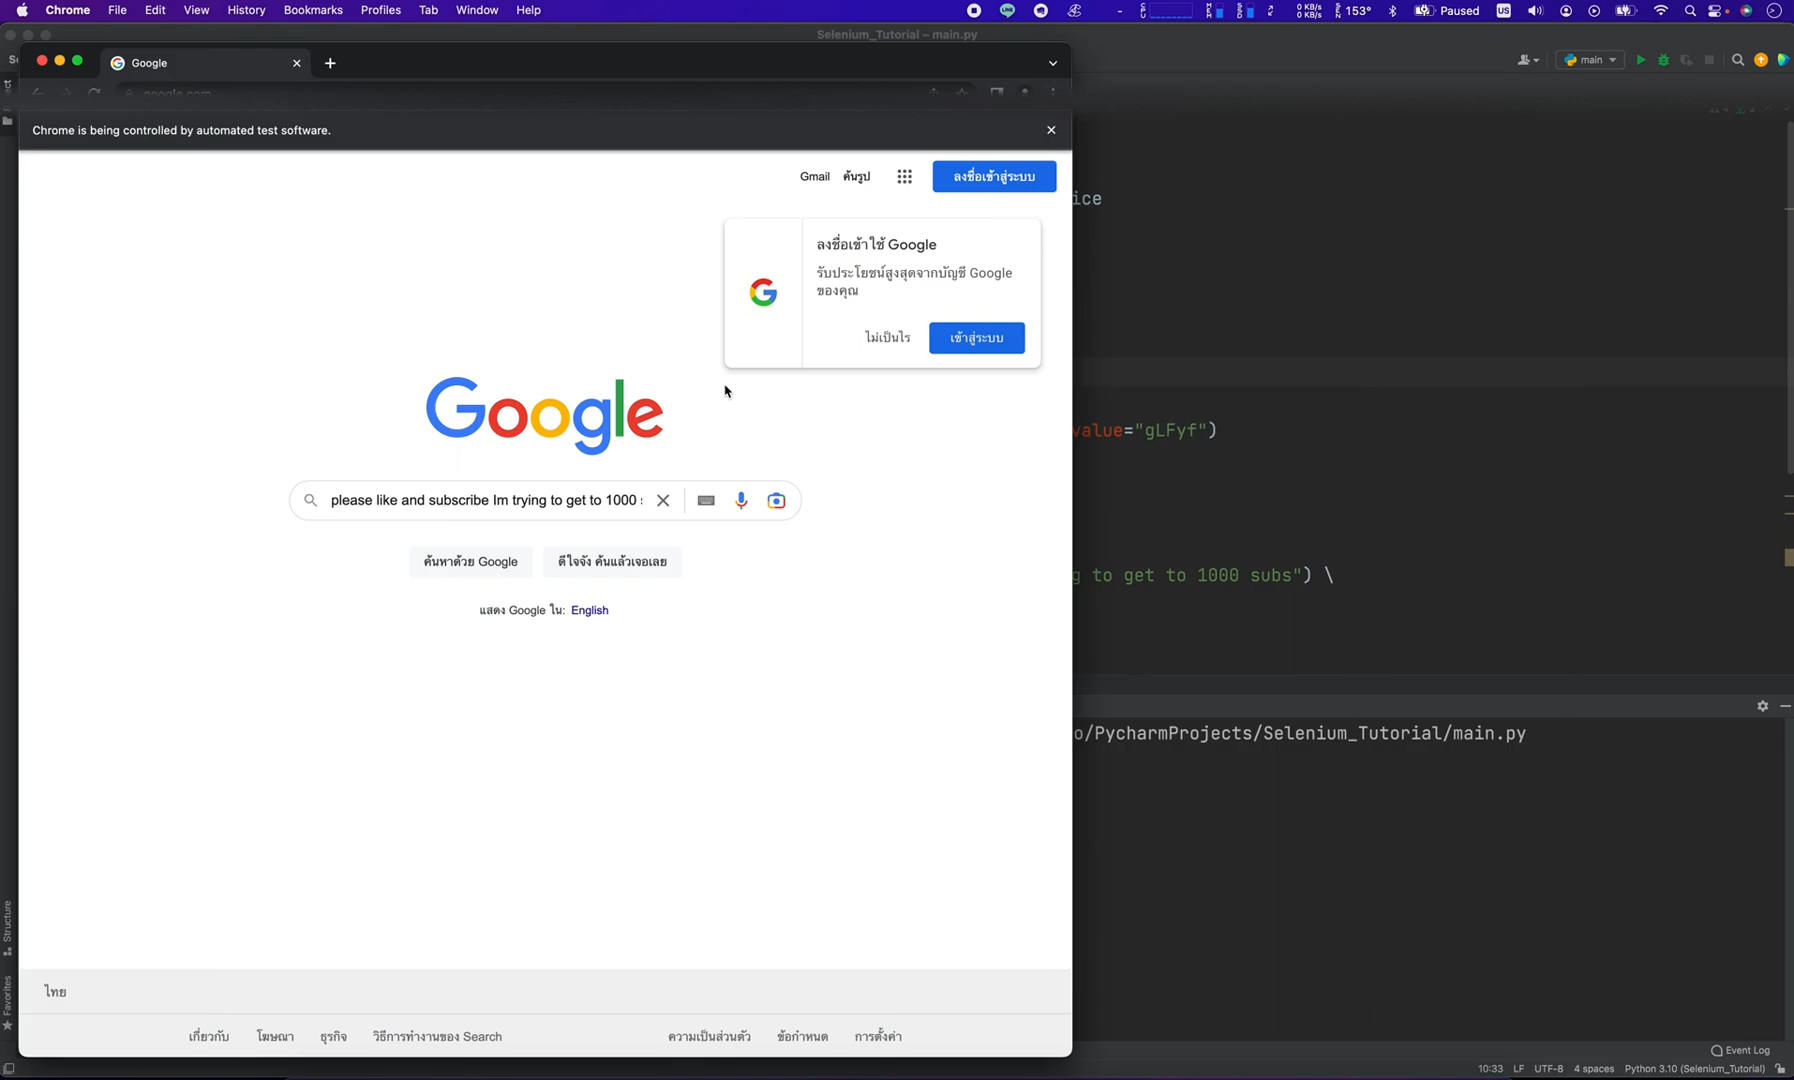 Chrome File Edit View History Bookmarks Profiles Tab Window Help
0 KB/s
0 KB/s
153° Paused US
Selenium_Tutorial – main.py
Google
main
google.com
Chrome is being controlled by automated test software.
Gmail ค้นรูป ลงชื่อเข้าสู่ระบบ
ice
ลงชื่อเข้าใช้ Google
รับประโยชน์สูงสุดจากบัญชี Google
ของคุณ
ไม่เป็นไร เข้าสู่ระบบ
Google
value="gLFyf")
please like and subscribe Im trying to get to 1000
ค้นหาด้วย Google ดีใจจัง ค้นแล้วเจอเลย
g to get to 1000 subs") \
แสดง Google ใน: English
o/PycharmProjects/Selenium_Tutorial/main.py
Structure
Favorites
ไทย
เกี่ยวกับ โฆษณา ธุรกิจ วิธีการทำงานของ Search ความเป็นส่วนตัว ข้อกำหนด การตั้งค่า
Event Log
10:33 LF UTF-8 4 spaces Python 3.10 (Selenium_Tutorial)